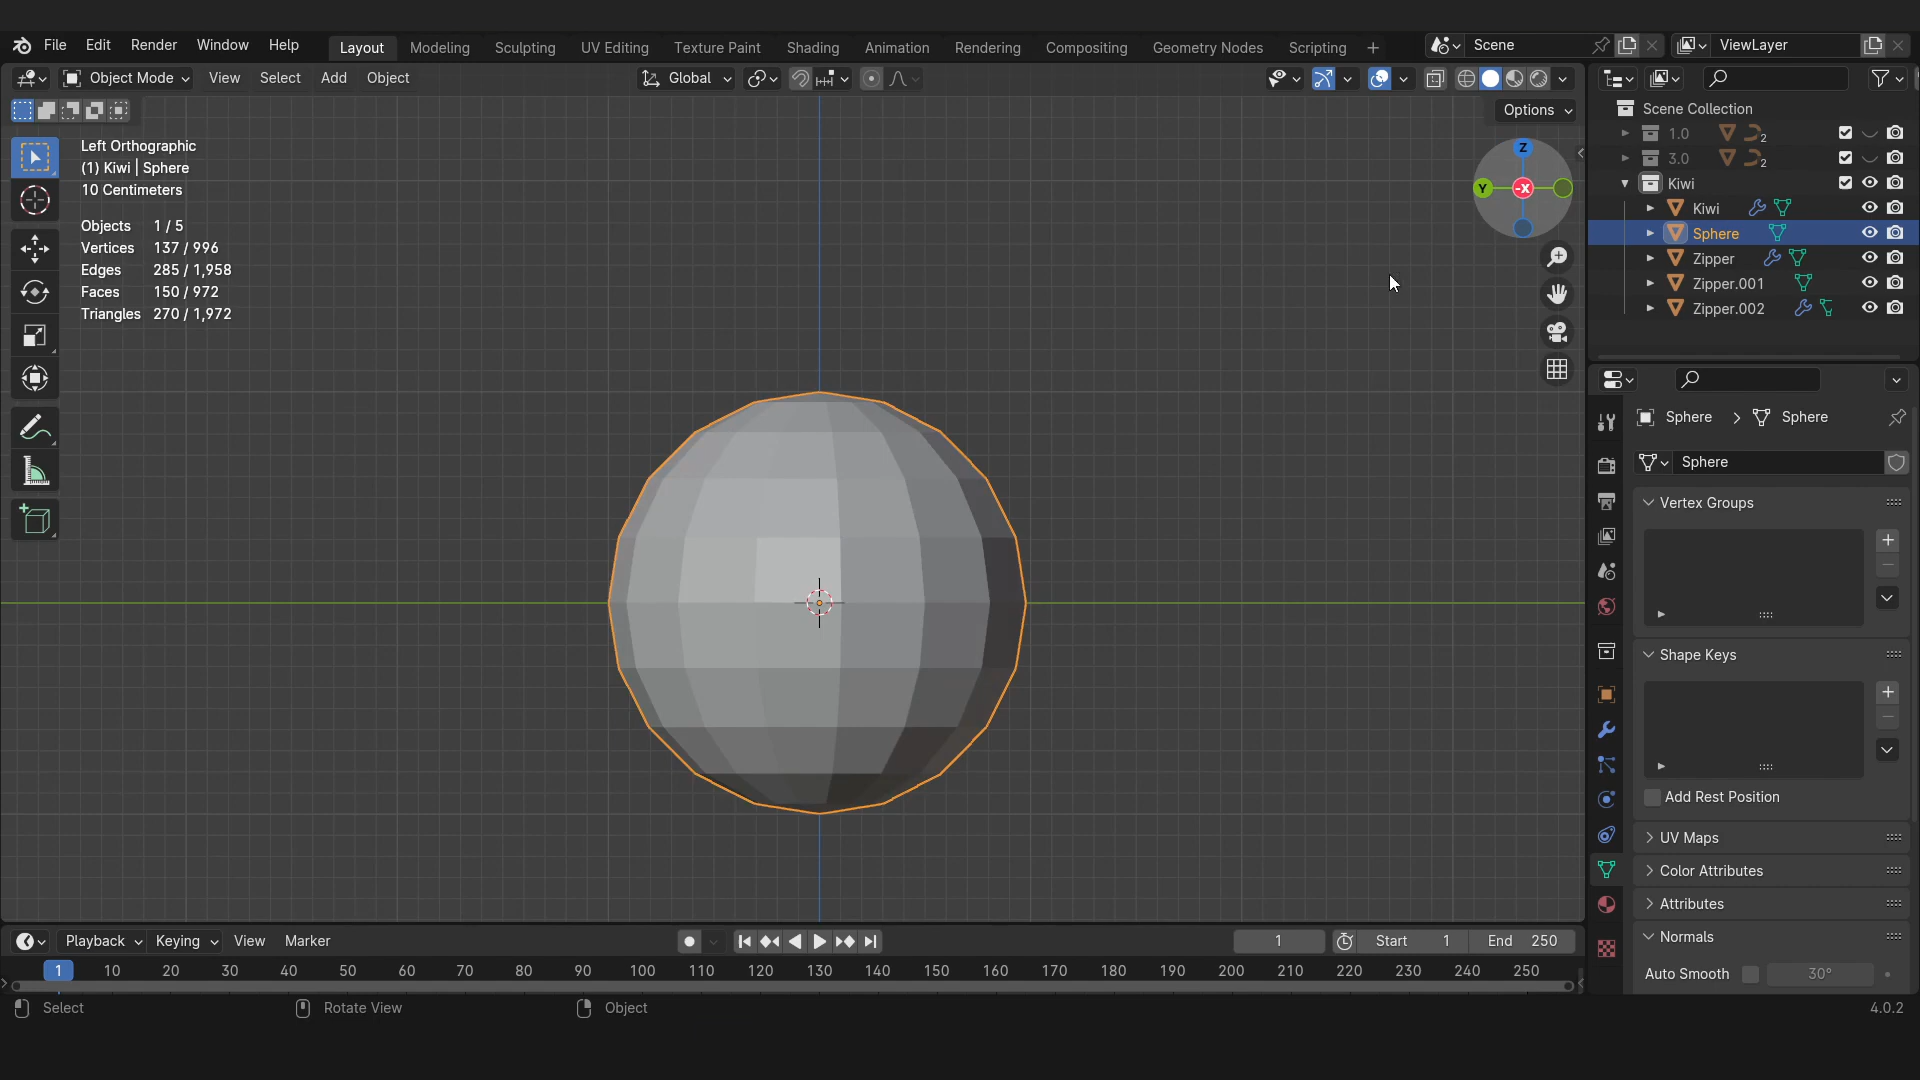 File Edit Render Window Help Layout Modeling Sculpting UV Editing Texture Paint Shading Animation Rendering Compositing Geometry Nodes Scripting + Scene ViewLayer
Object Mode View Select Add Object Global
Options
Left Orthographic
(1) Kiwi | Sphere
10 Centimeters
Objects 1 / 5
Vertices 137 / 996
Edges 285 / 1,958
Faces 150 / 972
Triangles 270 / 1,972
Z
Y -X
Scene Collection
1.0 2
3.0 2
Kiwi
Kiwi
Sphere
Zipper
Zipper.001
Zipper.002
Sphere > Sphere
Sphere
Vertex Groups
Shape Keys
Add Rest Position
UV Maps
Color Attributes
Attributes
Normals
Auto Smooth 30°
Playback Keying View Marker 1 Start 1 End 250
1 10 20 30 40 50 60 70 80 90 100 110 120 130 140 150 160 170 180 190 200 210 220 230 240 250
Select Rotate View Object 4.0.2